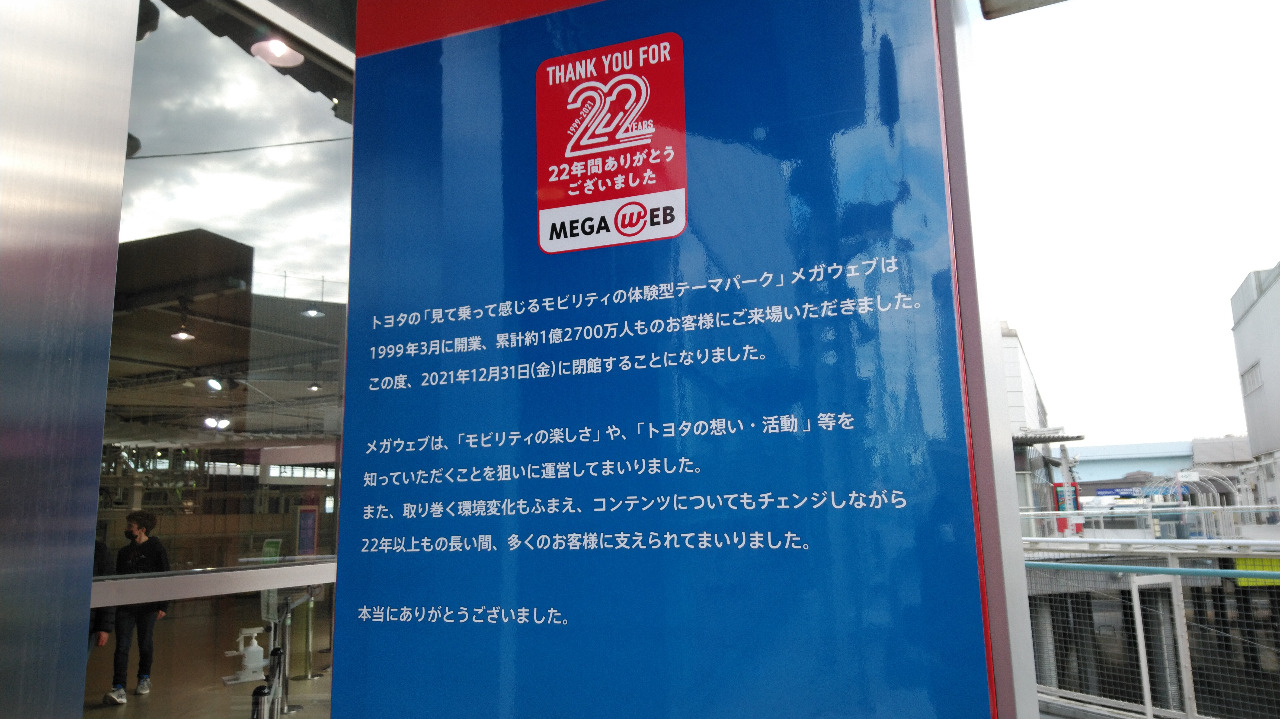 THANK YOU FOR
1999-2021
22
YEARS
22年間ありがとう
ございました
MEGA WEB
トヨタの「見て乗って感じるモビリティの体験型テーマパーク」メガウェブは
1999年3月に開業、累計約1億2700万人ものお客様にご来場いただきました。
この度、2021年12月31日(金)に閉館することになりました。
メガウェブは、「モビリティの楽しさ」や、「トヨタの想い・活動」等を
知っていただくことを狙いに運営してまいりました。
また、取り巻く環境変化もふまえ、コンテンツについてもチェンジしながら
22年以上もの長い間、多くのお客様に支えられてまいりました。
本当にありがとうございました。